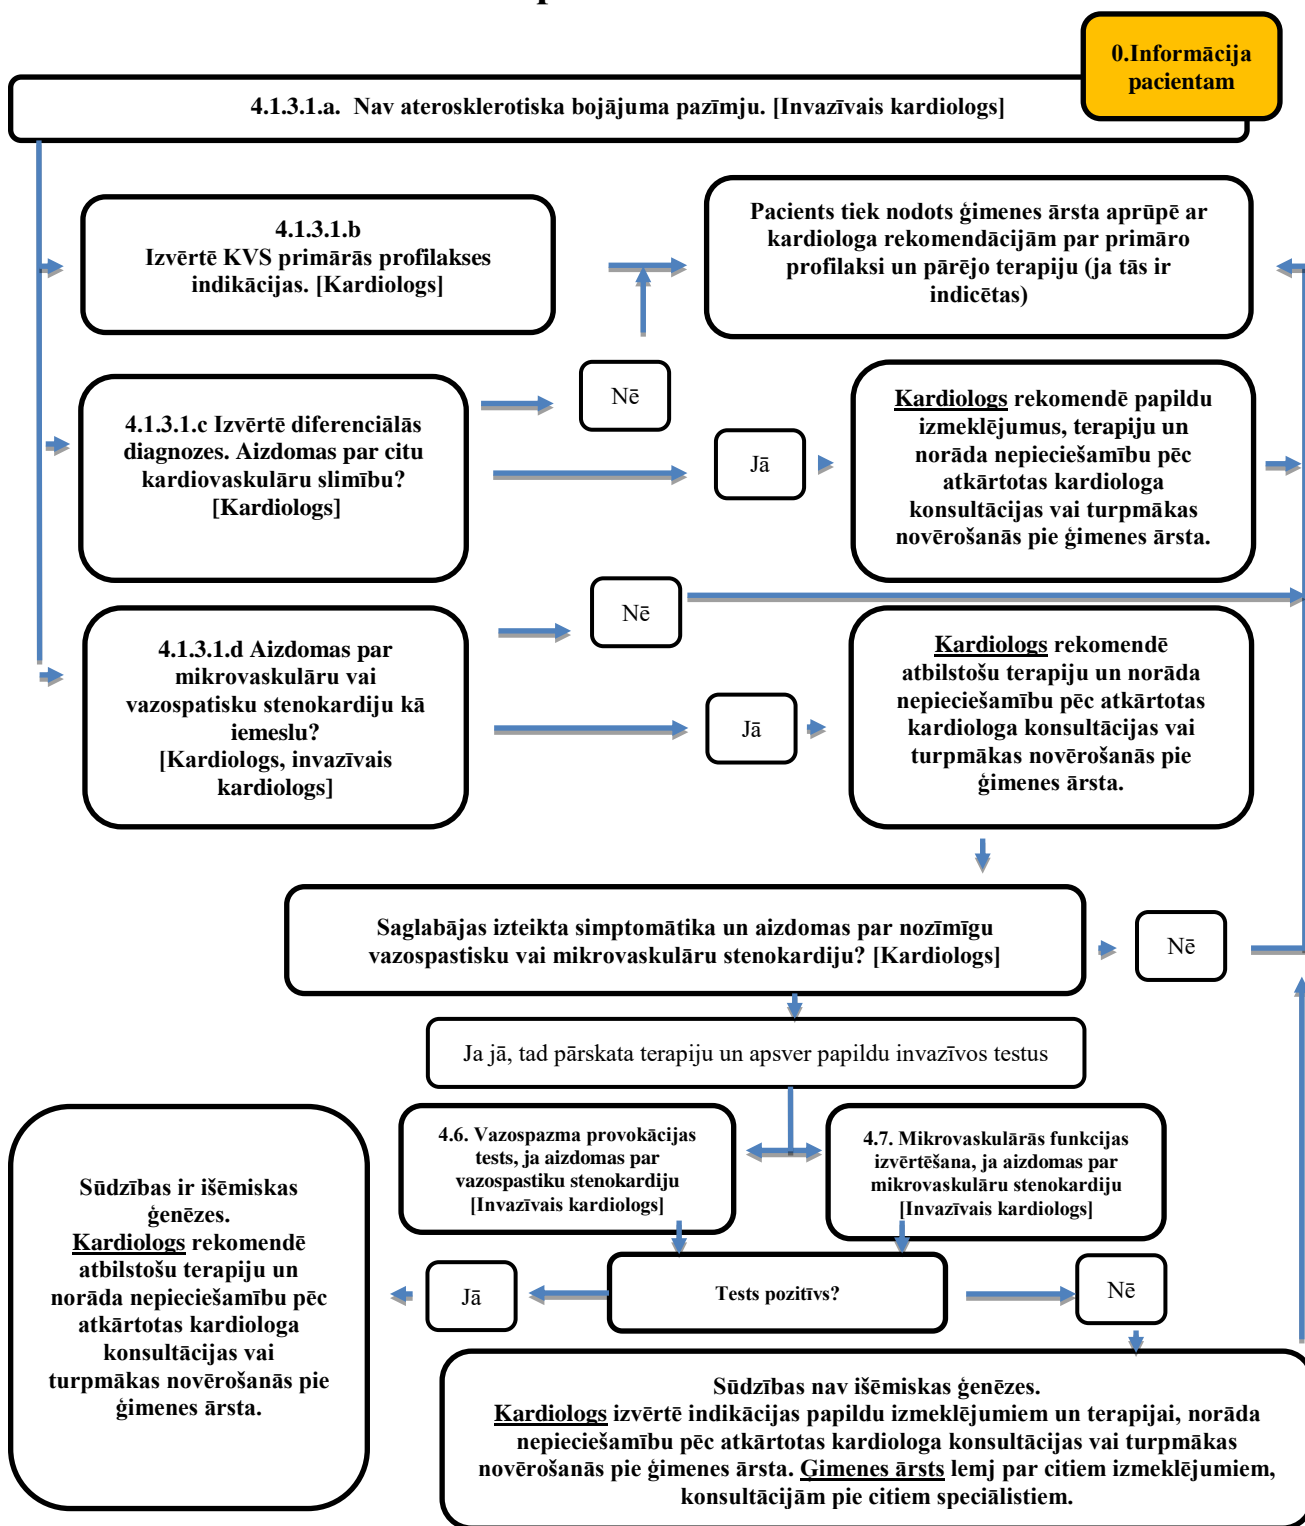 0.Informācija
pacientam
4.1.3.1.a. Nav aterosklerotiska bojājuma pazīmju. [Invazīvais kardiologs]
4.1.3.1.b
Izvērtē KVS primārās profilakses
indikācijas. [Kardiologs]
Pacients tiek nodots ģimenes ārsta aprūpē ar
kardiologa rekomendācijām par primāro
profilaksi un pārējo terapiju (ja tās ir
indicētas)
Nē
4.1.3.1.c Izvērtē diferenciālās
diagnozes. Aizdomas par citu
kardiovaskulāru slimību?
[Kardiologs]
Jā
Kardiologs rekomendē papildu
izmeklējumus, terapiju un
norāda nepieciešamību pēc
atkārtotas kardiologa
konsultācijas vai turpmākas
novērošanās pie ģimenes ārsta.
Nē
4.1.3.1.d Aizdomas par
mikrovaskulāru vai
vazospatisku stenokardiju kā
iemeslu?
[Kardiologs, invazīvais
kardiologs]
Jā
Kardiologs rekomendē
atbilstošu terapiju un norāda
nepieciešamību pēc atkārtotas
kardiologa konsultācijas vai
turpmākas novērošanās pie
ģimenes ārsta.
Saglabājas izteikta simptomātika un aizdomas par nozīmīgu
vazospastisku vai mikrovaskulāru stenokardiju? [Kardiologs]
Nē
Ja jā, tad pārskata terapiju un apsver papildu invazīvos testus
4.6. Vazospazma provokācijas
tests, ja aizdomas par
vazospastiku stenokardiju
[Invazīvais kardiologs]
4.7. Mikrovaskulārās funkcijas
izvērtēšana, ja aizdomas par
mikrovaskulāru stenokardiju
[Invazīvais kardiologs]
Sūdzības ir išēmiskas
ģenēzes.
Kardiologs rekomendē
atbilstošu terapiju un
norāda nepieciešamību pēc
atkārtotas kardiologa
konsultācijas vai
turpmākas novērošanās pie
ģimenes ārsta.
Jā
Tests pozitīvs?
Nē
Sūdzības nav išēmiskas ģenēzes.
Kardiologs izvērtē indikācijas papildu izmeklējumiem un terapijai, norāda
nepieciešamību pēc atkārtotas kardiologa konsultācijas vai turpmākas
novērošanās pie ģimenes ārsta. Ģimenes ārsts lemj par citiem izmeklējumiem,
konsultācijām pie citiem speciālistiem.